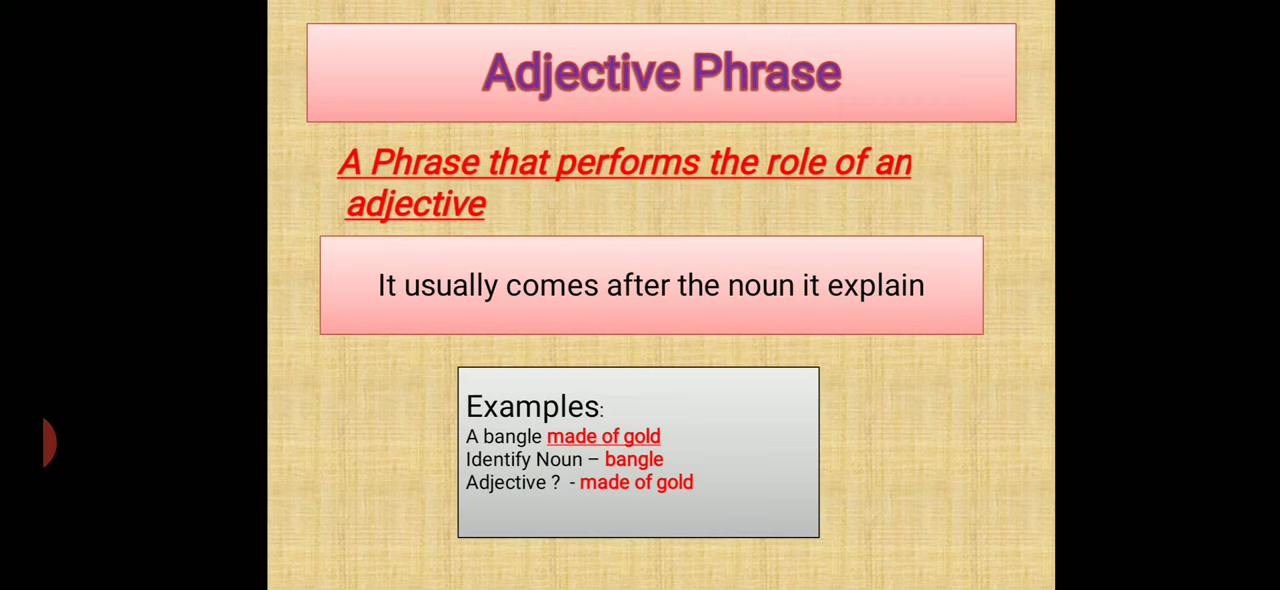 Adjective Phrase
A Phrase that performs the role of an
adjective
It usually comes after the noun it explain
Examples:
A bangle made of gold
Identify Noun – bangle
Adjective ? - made of gold